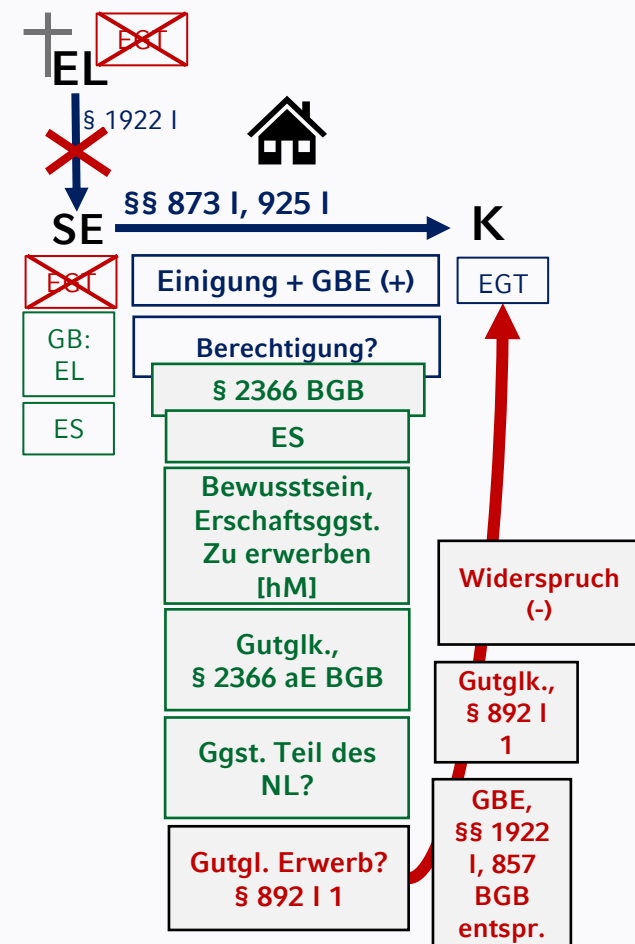 EGT
EL
§ 1922 I
§§ 873 I, 925 I
SE
K
EGT
Einigung + GBE (+)
EGT
GB:
EL
Berechtigung?
§ 2366 BGB
ES
ES
Bewusstsein,
Erschaftsggst.
Zu erwerben
[hM]
Widerspruch
(-)
Gutglk.,
§ 2366 aE BGB
Gutglk.,
§ 892 I
1
Ggst. Teil des
NL?
GBE,
§§ 1922
I, 857
BGB
entspr.
Gutgl. Erwerb?
§ 892 I 1